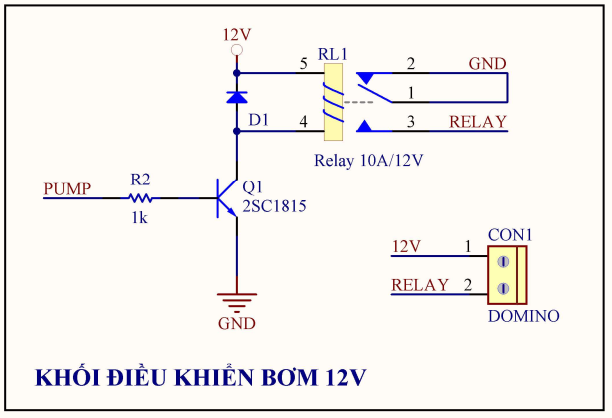 12V
RL1
5
2
GND
1
D1
4
3
RELAY
Relay 10A/12V
PUMP
R2
1k
Q1
2SC1815
GND
12V
1
CON1
RELAY
2
DOMINO
KHỐI ĐIỀU KHIỂN BƠM 12V